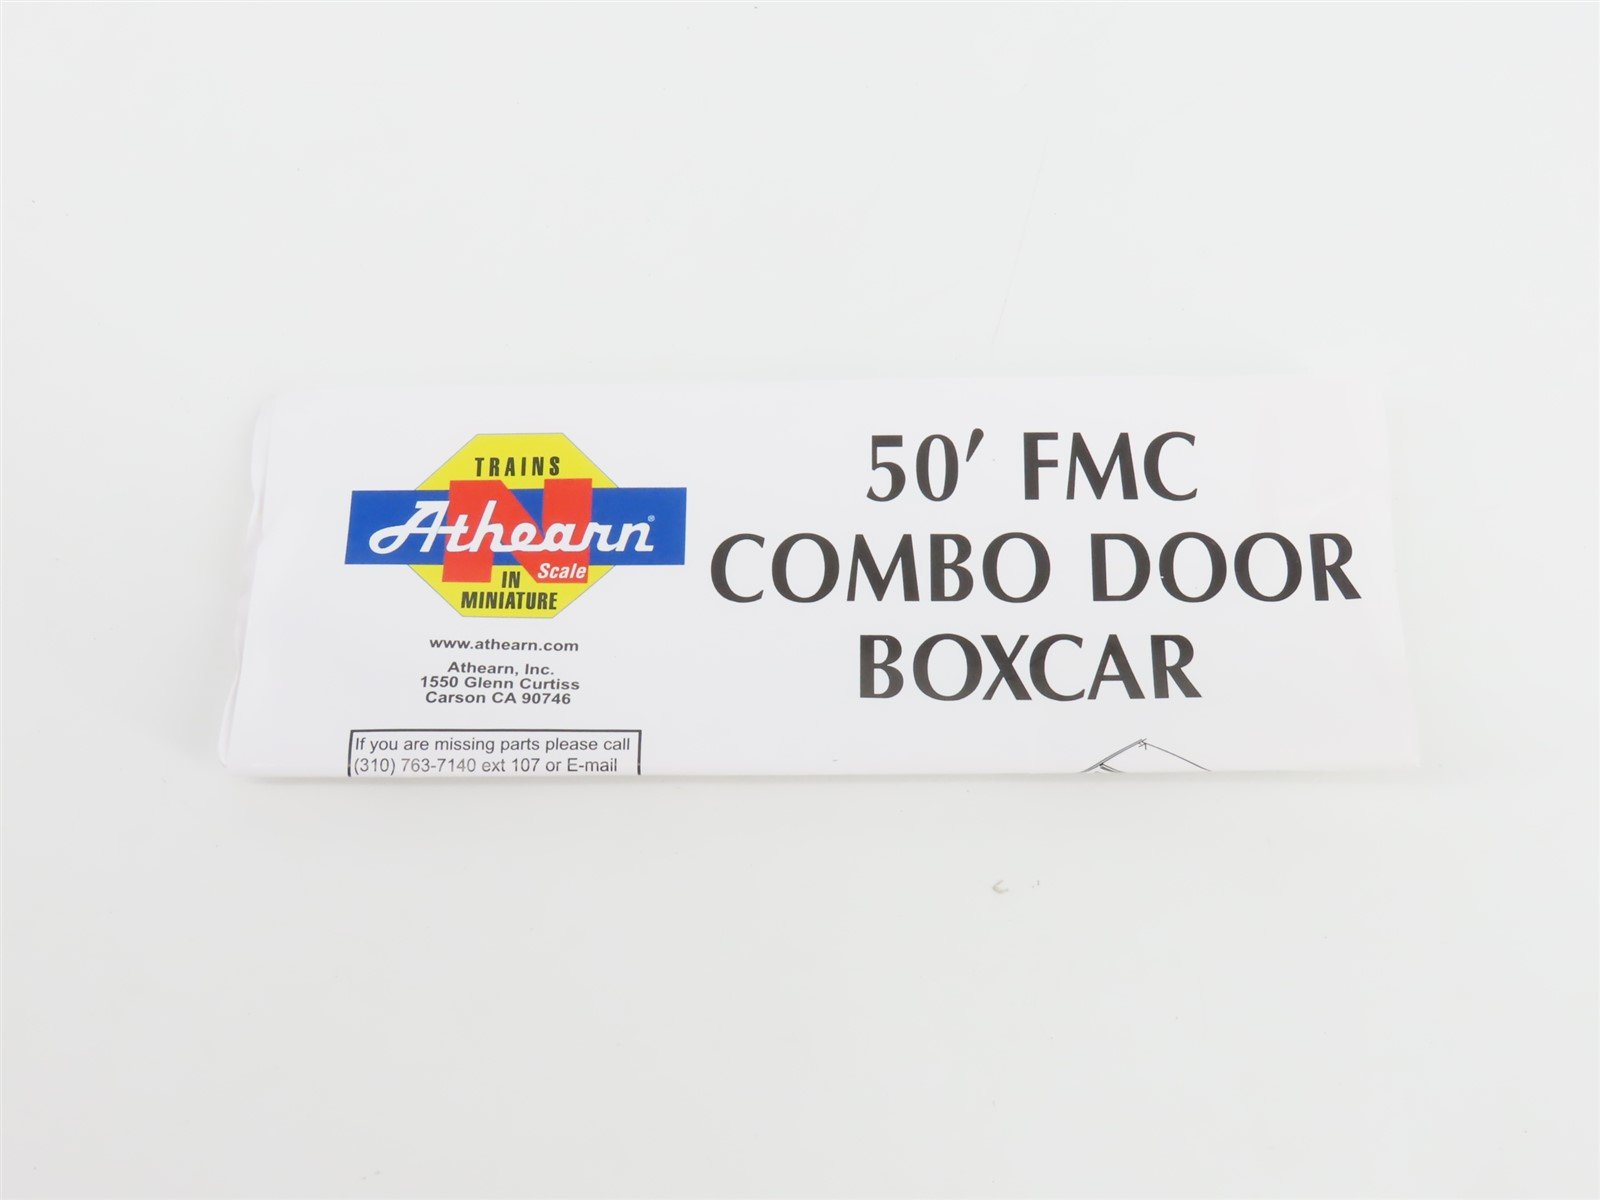 TRAINS
N
Athearn®
Scale
IN
MINIATURE
www.athearn.com
Athearn, Inc.
1550 Glenn Curtiss
Carson CA 90746
If you are missing parts please call
(310) 763-7140 ext 107 or E-mail
50' FMC
COMBO DOOR
BOXCAR